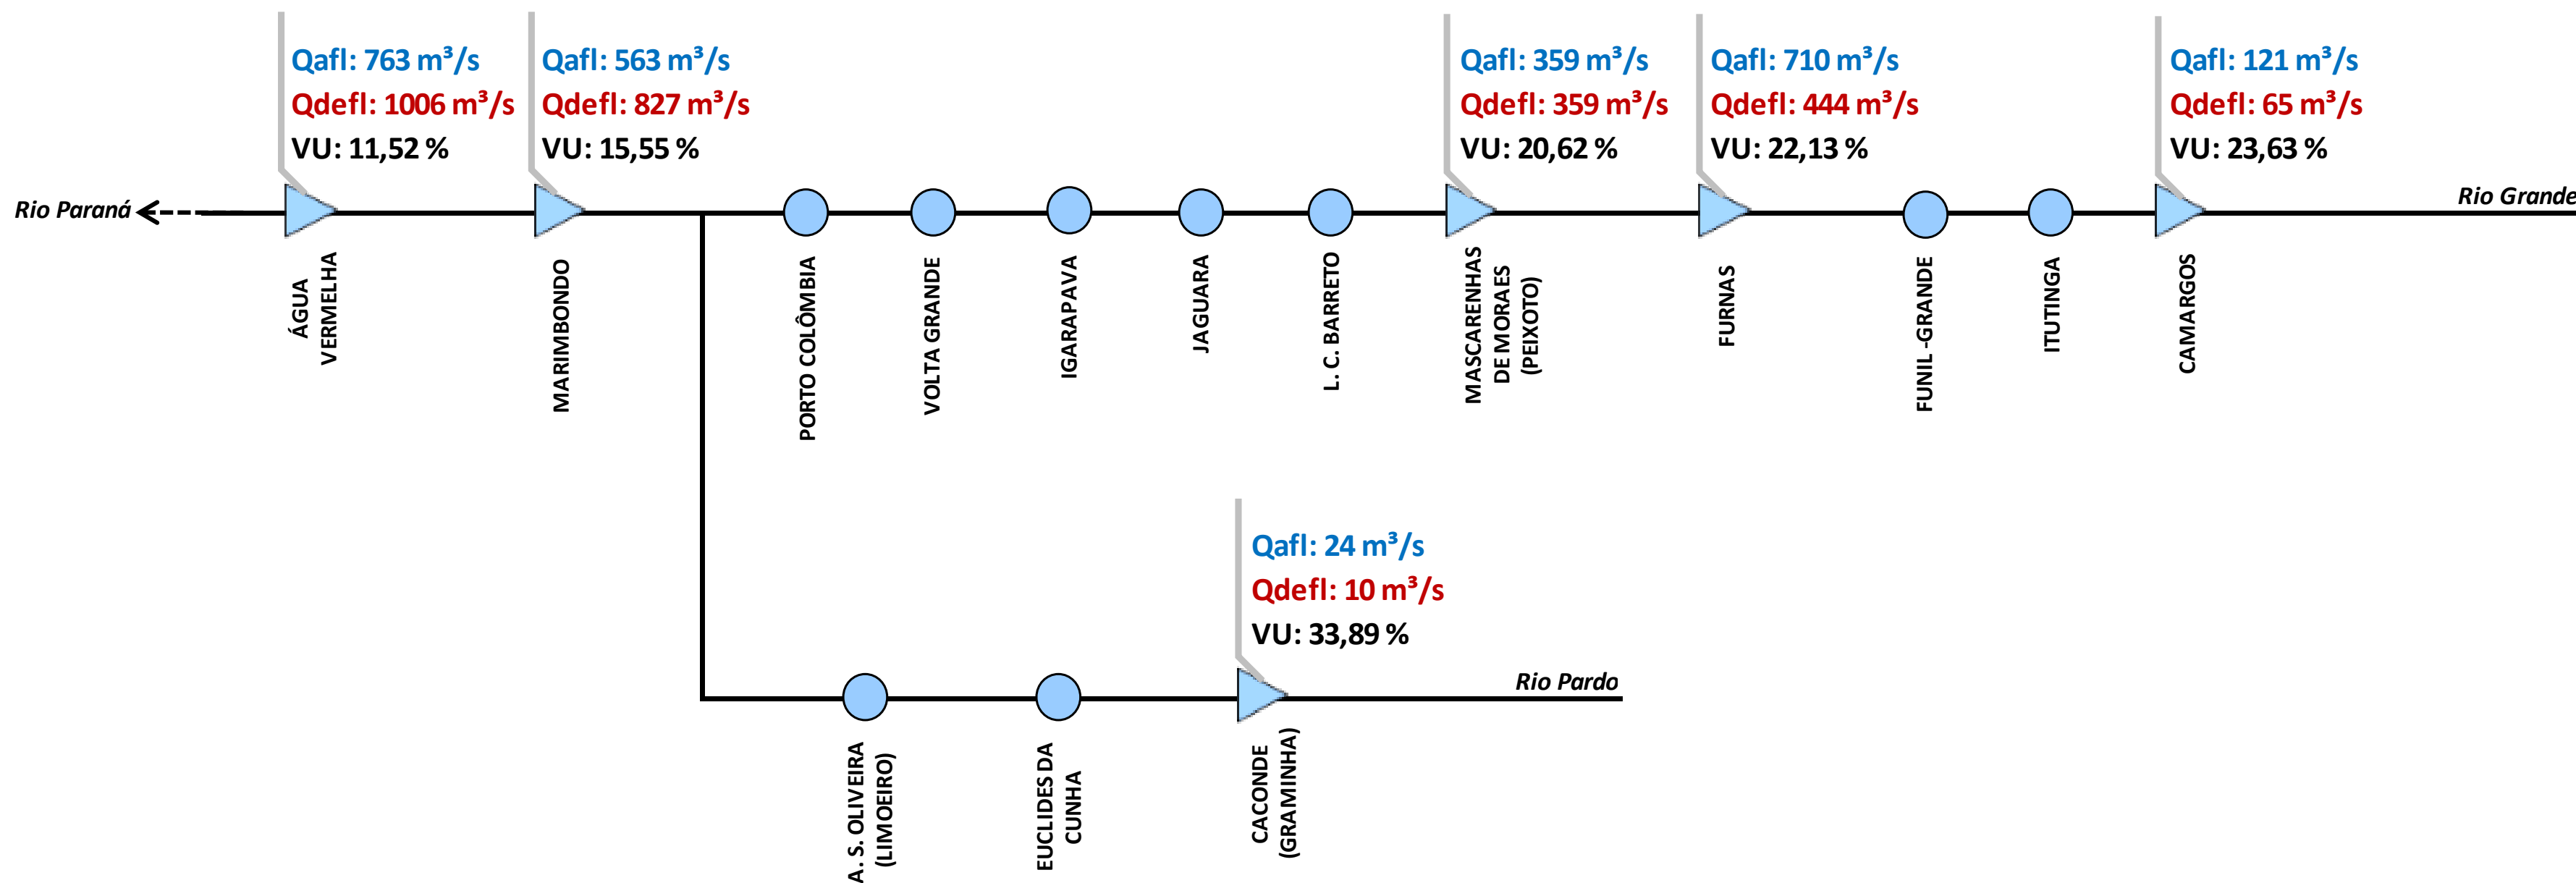 Qafl: 763 m³/s
Qdefl: 1006 m³/s
VU: 11,52 %
Qafl: 563 m³/s
Qdefl: 827 m³/s
VU: 15,55 %
Qafl: 359 m³/s
Qdefl: 359 m³/s
VU: 20,62 %
Qafl: 710 m³/s
Qdefl: 444 m³/s
VU: 22,13 %
Qafl: 121 m³/s
Qdefl: 65 m³/s
VU: 23,63 %
Rio Paraná
Rio Grande
ÁGUA
VERMELHA
MARIMBONDO
PORTO COLÔMBIA
VOLTA GRANDE
IGARAPAVA
JAGUARA
L. C. BARRETO
MASCARENHAS
DE MORAES
(PEIXOTO)
FURNAS
FUNIL -GRANDE
ITUTINGA
CAMARGOS
Qafl: 24 m³/s
Qdefl: 10 m³/s
VU: 33,89 %
Rio Pardo
A. S. OLIVEIRA
(LIMOEIRO)
EUCLIDES DA
CUNHA
CACONDE
(GRAMINHA)